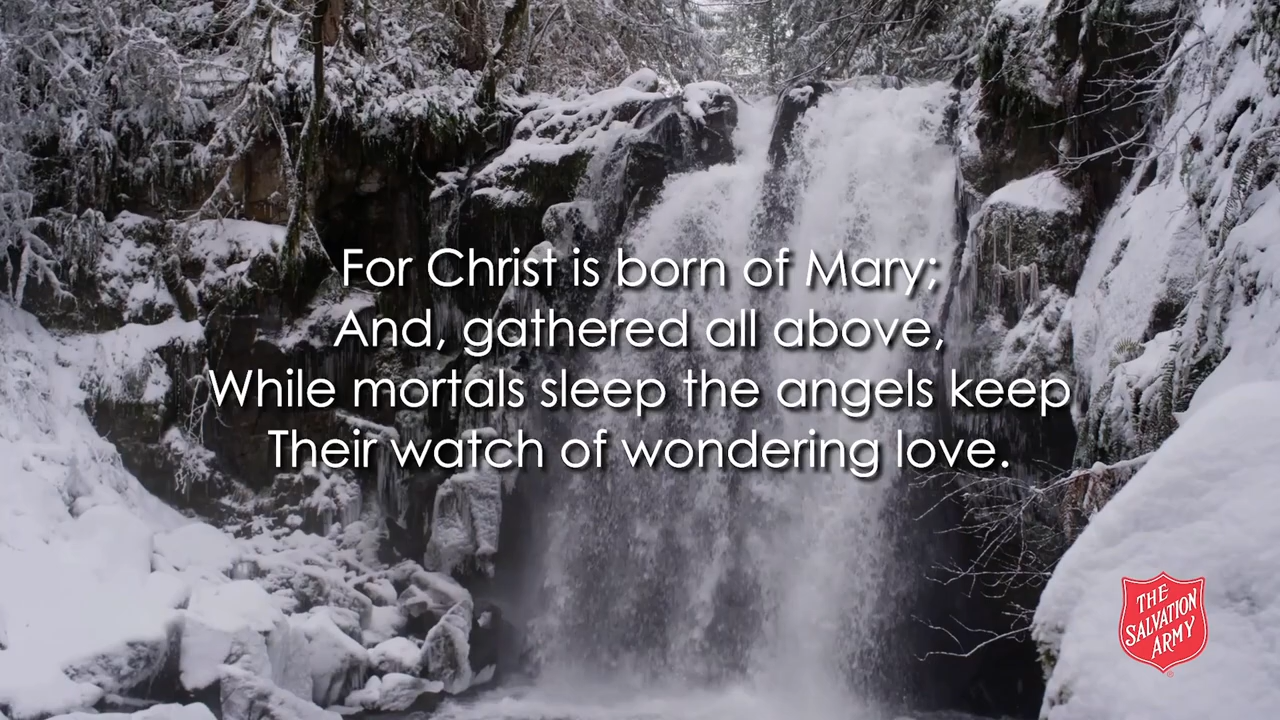 For Christ is born of Mary;
And, gathered all above,
While mortals sleep the angels keep
Their watch of wondering love.
THE
SALVATION
ARMY